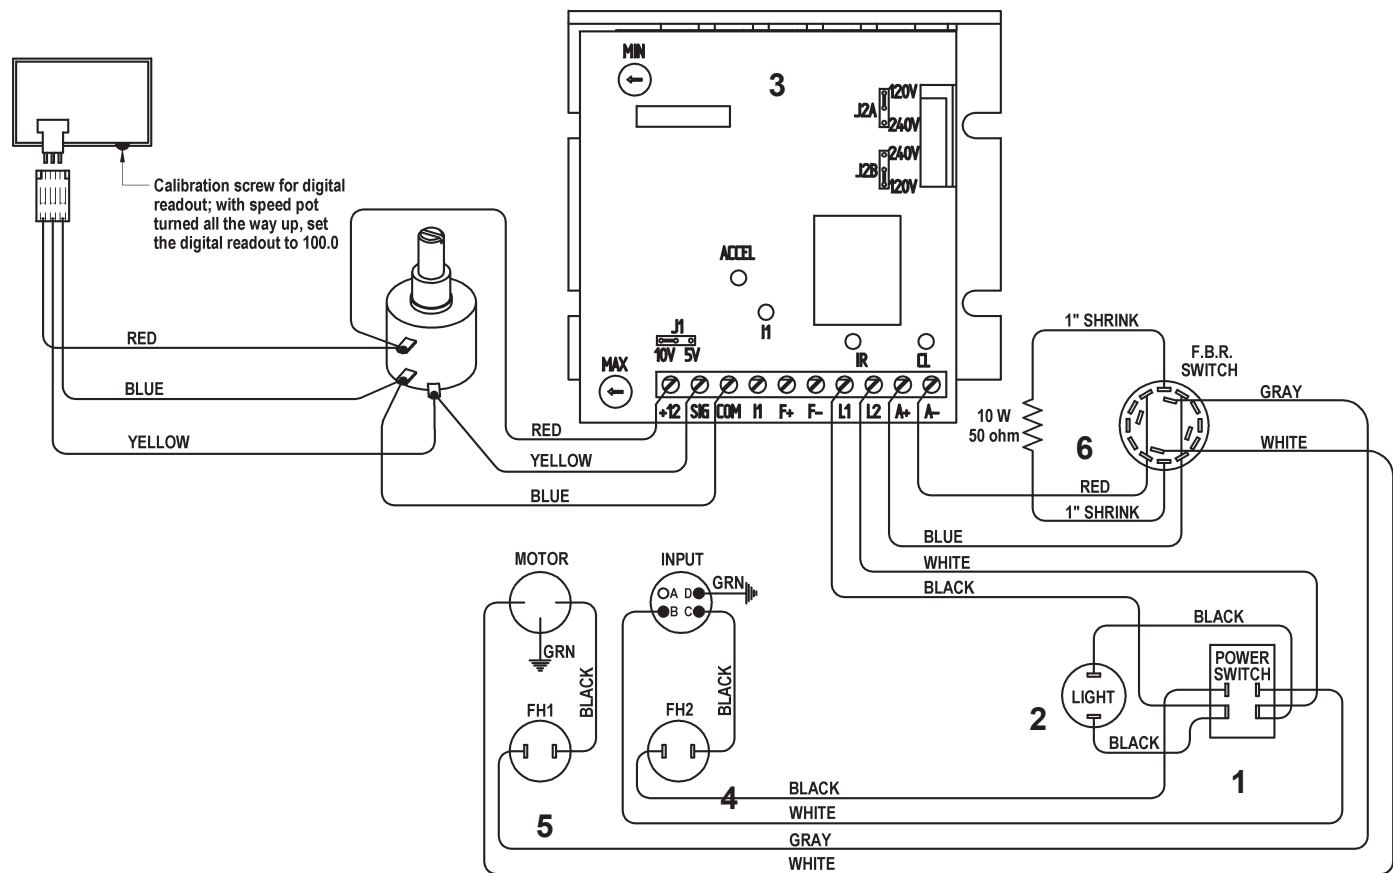 MIN
3
120V
J2A
240V
240V
J2B
120V
Calibration screw for digital
readout; with speed pot
turned all the way up, set
the digital readout to 100.0
ACCEL
I1
J1
10V 5V
IR
CL
MAX
+12 SIG COM I1 F+ F- L1 L2 A+ A-
RED
BLUE
YELLOW
RED
YELLOW
BLUE
1" SHRINK
F.B.R.
SWITCH
GRAY
10 W
50 ohm
6
WHITE
RED
1" SHRINK
BLUE
WHITE
BLACK
MOTOR
GRN
BLACK
INPUT
A D
B C
GRN
BLACK
FH1
FH2
BLACK
POWER
SWITCH
LIGHT
2
BLACK
1
4
5
BLACK
WHITE
GRAY
WHITE